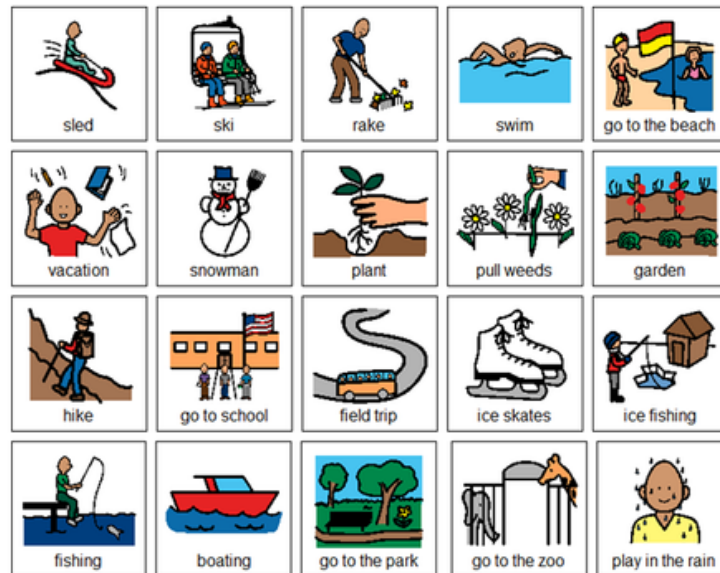 sled
ski
rake
swim
go to the beach
vacation
snowman
plant
pull weeds
garden
hike
go to school
field trip
ice skates
ice fishing
fishing
boating
go to the park
go to the zoo
play in the rain